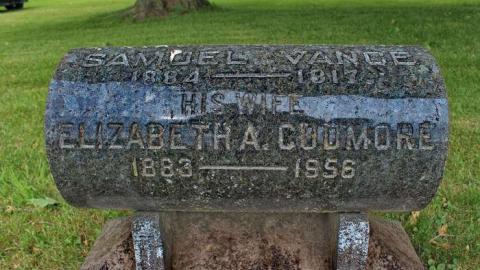 SAMUEL VANCE
1884 — 1917
HIS WIFE
ELIZABETH A. CUDMORE
1883 — 1956